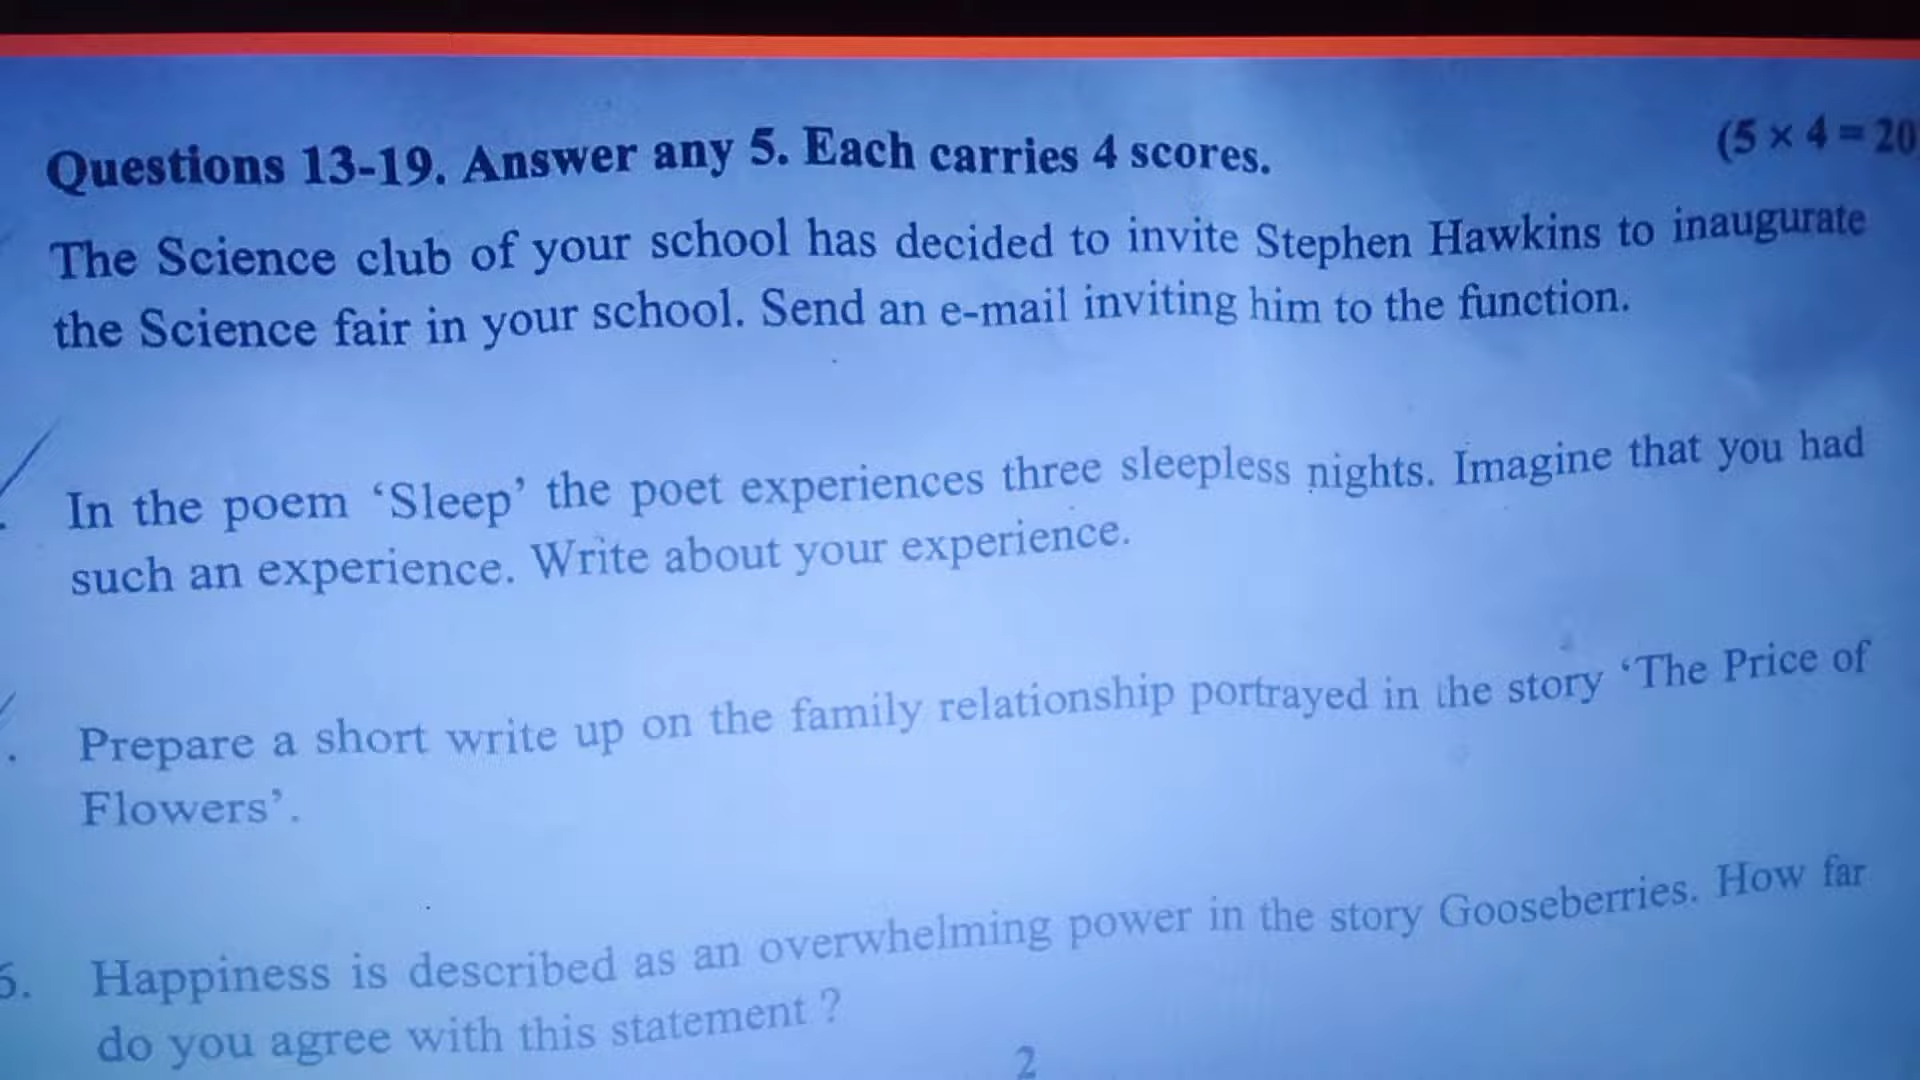 Questions 13-19. Answer any 5. Each carries 4 scores. (5 × 4 = 20
The Science club of your school has decided to invite Stephen Hawkins to inaugurate
the Science fair in your school. Send an e-mail inviting him to the function.
. In the poem ‘Sleep’ the poet experiences three sleepless nights. Imagine that you had
such an experience. Write about your experience.
. Prepare a short write up on the family relationship portrayed in the story ‘The Price of
Flowers’.
6. Happiness is described as an overwhelming power in the story Gooseberries. How far
do you agree with this statement ?
2